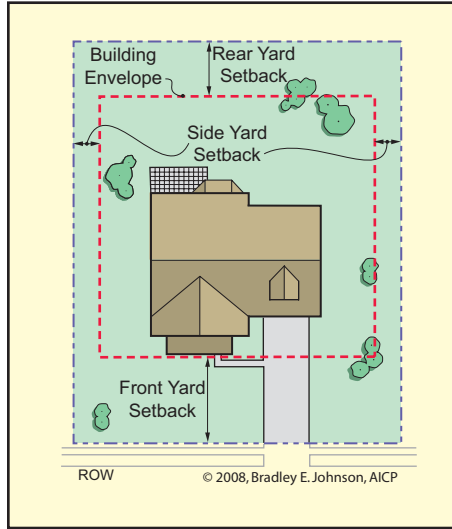 Building
Envelope
Rear Yard
Setback
Side Yard
Setback
Front Yard
Setback
ROW
© 2008, Bradley E. Johnson, AICP